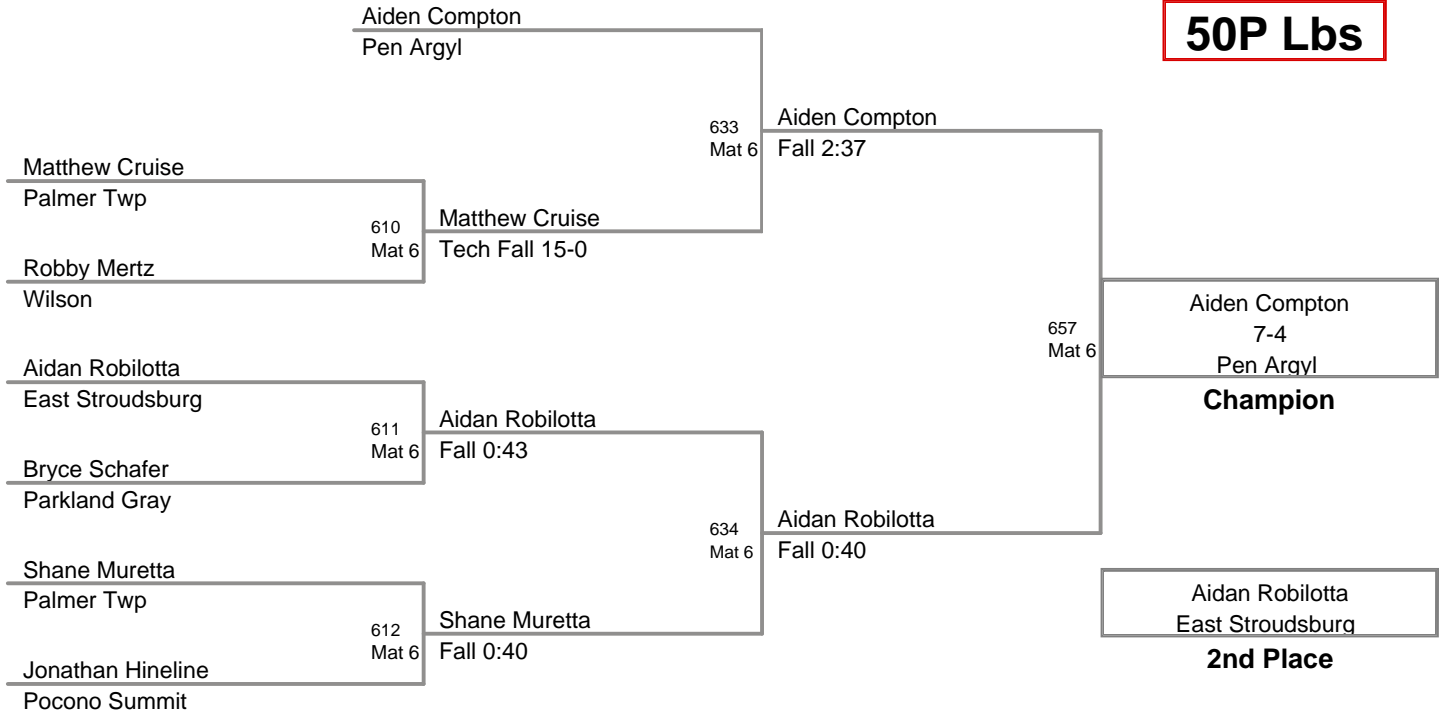 Aiden Compton
Pen Argyl
50P Lbs
633
Mat 6
Aiden Compton
Fall 2:37
Matthew Cruise
Palmer Twp
610
Mat 6
Matthew Cruise
Tech Fall 15-0
Robby Mertz
Wilson
657
Mat 6
Aiden Compton
7-4
Pen Argyl
Champion
Aidan Robilotta
East Stroudsburg
611
Mat 6
Aidan Robilotta
Fall 0:43
Bryce Schafer
Parkland Gray
634
Mat 6
Aidan Robilotta
Fall 0:40
Shane Muretta
Palmer Twp
612
Mat 6
Shane Muretta
Fall 0:40
Jonathan Hineline
Pocono Summit
Aidan Robilotta
East Stroudsburg
2nd Place